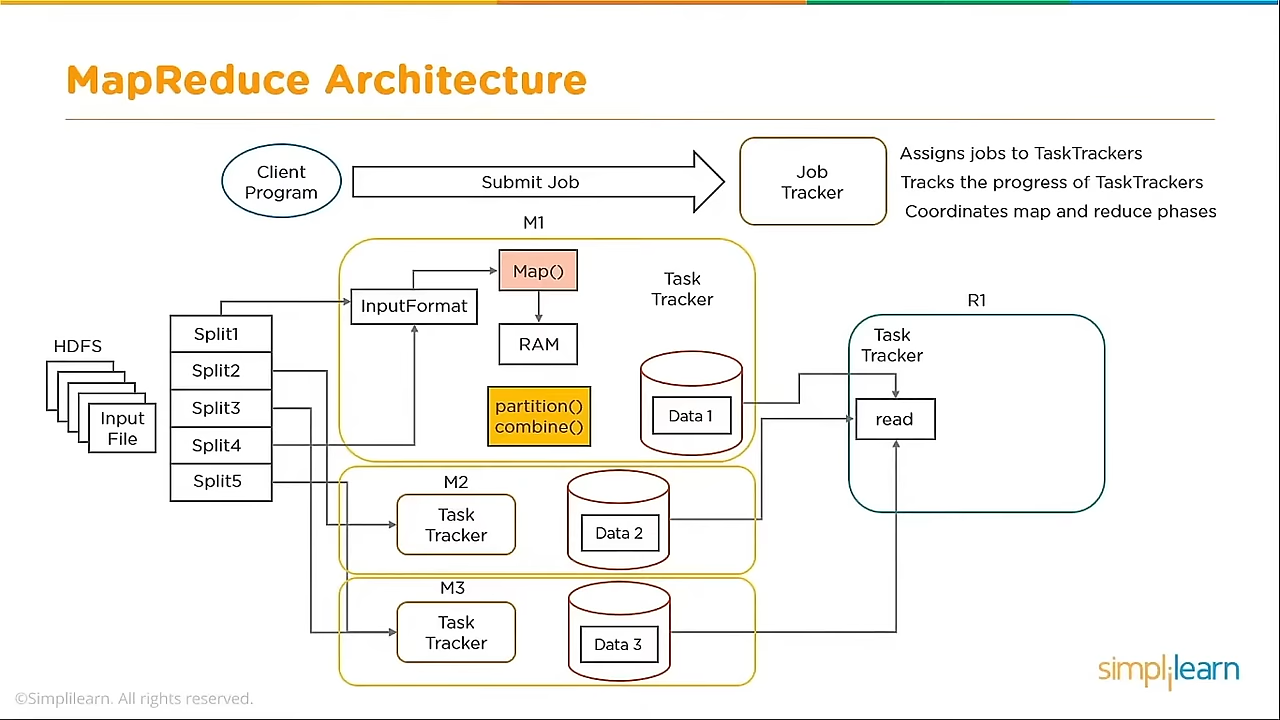 MapReduce Architecture
Client
Program
Submit Job
Job
Tracker
Assigns jobs to TaskTrackers
Tracks the progress of TaskTrackers
Coordinates map and reduce phases
M1
InputFormat
Map()
RAM
partition()
combine()
Task
Tracker
Data 1
HDFS
Input
File
Split1
Split2
Split3
Split4
Split5
M2
Task
Tracker
Data 2
M3
Task
Tracker
Data 3
R1
Task
Tracker
read
©Simplilearn. All rights reserved.
simplilearn